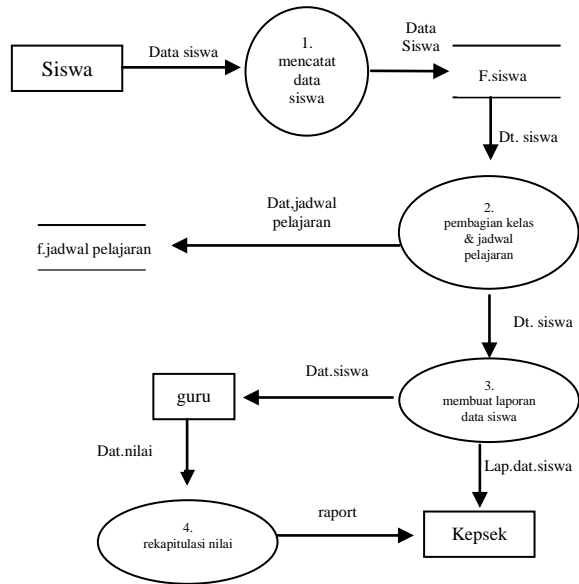 Siswa
Data siswa
1.
mencatat
data
siswa
Data
Siswa
F.siswa
Dt. siswa
2.
pembagian kelas
& jadwal
pelajaran
Dat,jadwal
pelajaran
f.jadwal pelajaran
Dt. siswa
3.
membuat laporan
data siswa
Dat.siswa
guru
Dat.nilai
Lap.dat.siswa
4.
rekapitulasi nilai
raport
Kepsek